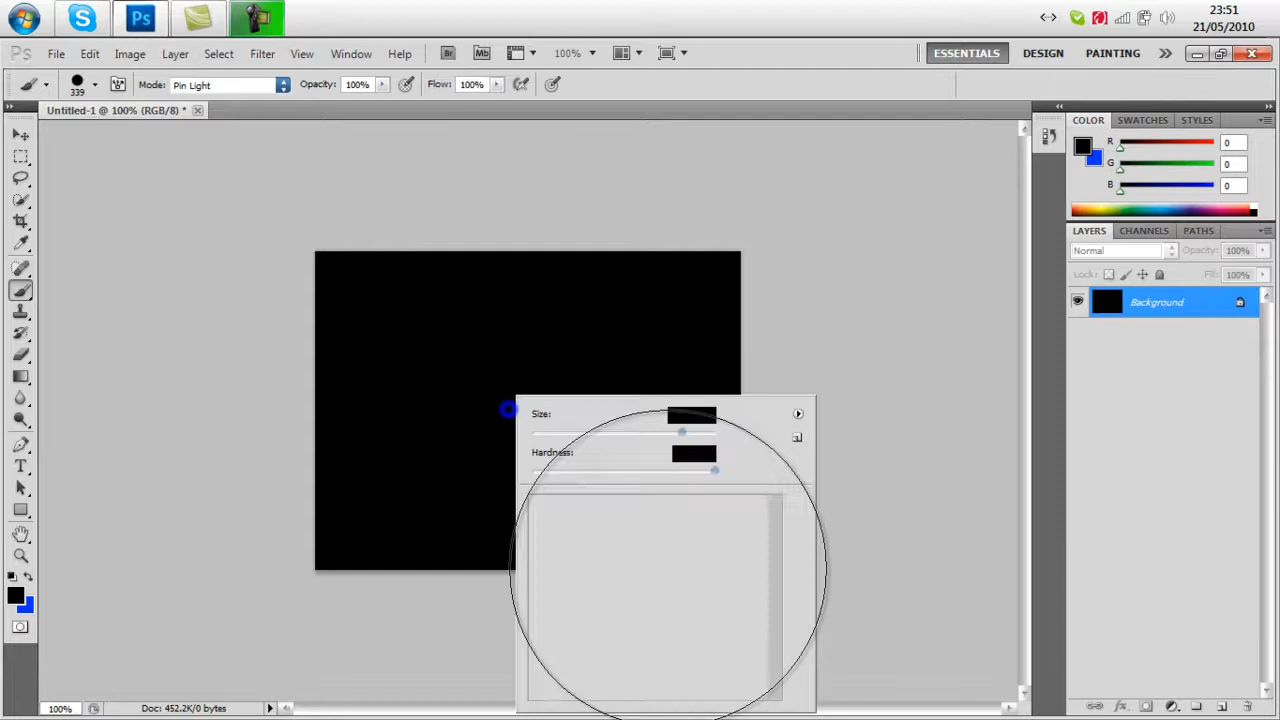 23:51
21/05/2010
Ps File Edit Image Layer Select Filter View Window Help Br Mb 100% ESSENTIALS DESIGN PAINTING
339 Mode: Pin Light Opacity: 100% Flow: 100%
Untitled-1 @ 100% (RGB/8) *
COLOR SWATCHES STYLES
R 0
G 0
B 0
LAYERS CHANNELS PATHS
Normal Opacity: 100%
Lock: Fill: 100%
Background
Size:
Hardness:
100% Doc: 452.2K/0 bytes